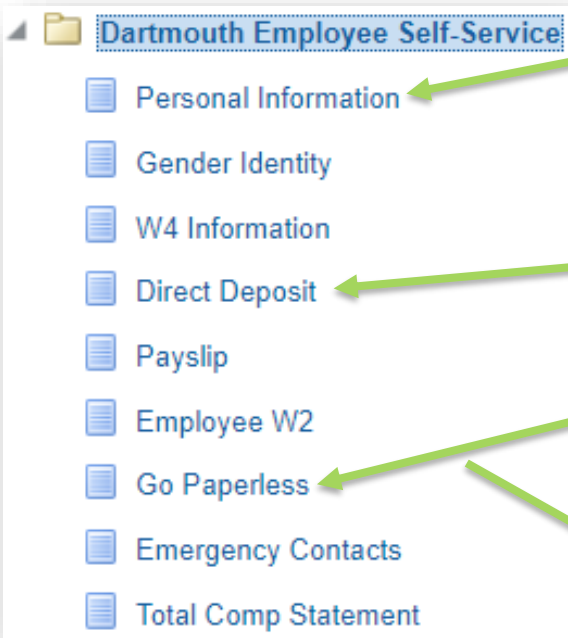 Dartmouth Employee Self-Service
Personal Information
Gender Identity
W4 Information
Direct Deposit
Payslip
Employee W2
Go Paperless
Emergency Contacts
Total Comp Statement